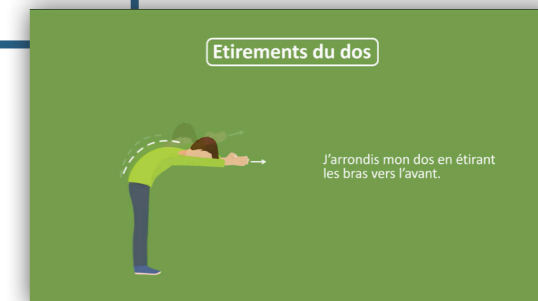 Etirements du dos
J'arrondis mon dos en étirant
les bras vers l'avant.